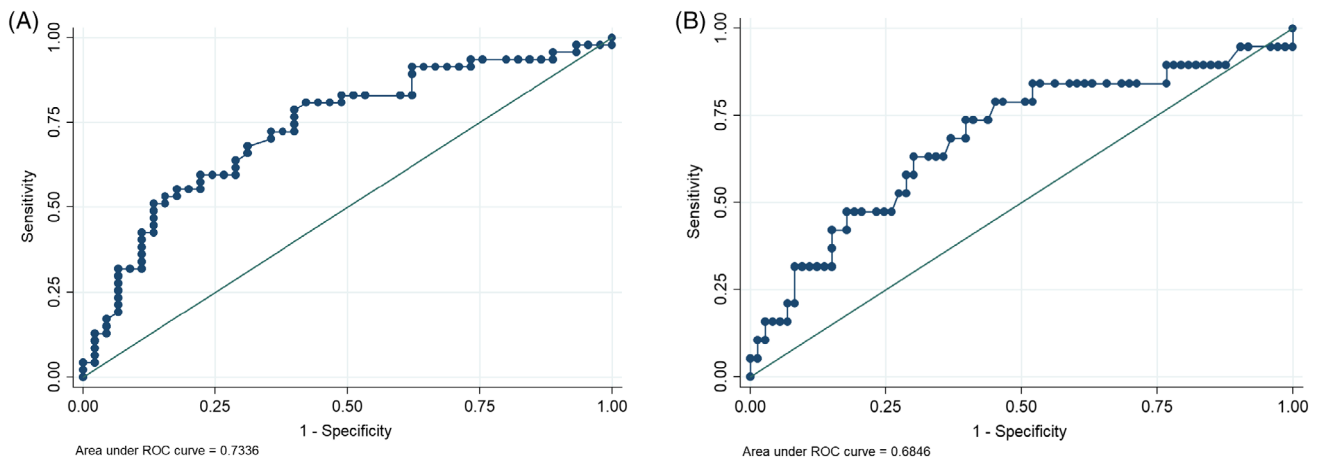 (A)
1.00
0.75
0.50
0.25
0.00
Sensitivity
0.00 0.25 0.50 0.75 1.00
1 - Specificity
Area under ROC curve = 0.7336
(B)
1.00
0.75
0.50
0.25
0.00
Sensitivity
0.00 0.25 0.50 0.75 1.00
1 - Specificity
Area under ROC curve = 0.6846